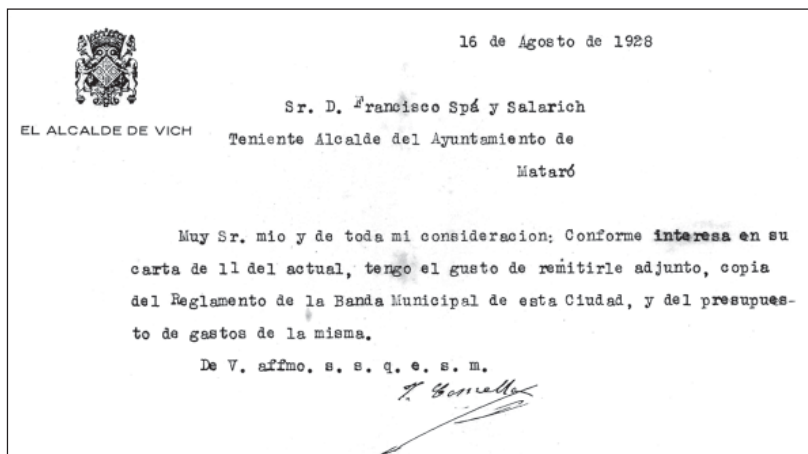 16 de Agosto de 1928
EL ALCALDE DE VICH
Sr. D. Francisco Spá y Salarich
Teniente Alcalde del Ayuntamiento de
Mataró
Muy Sr. mio y de toda mi consideracion: Conforme interesa en su
carta de 11 del actual, tengo el gusto de remitirle adjunto, copia
del Reglamento de la Banda Municipal de esta Ciudad, y del presupues-
to de gastos de la misma.
De V. affmo. s. s. q. e. s. m.